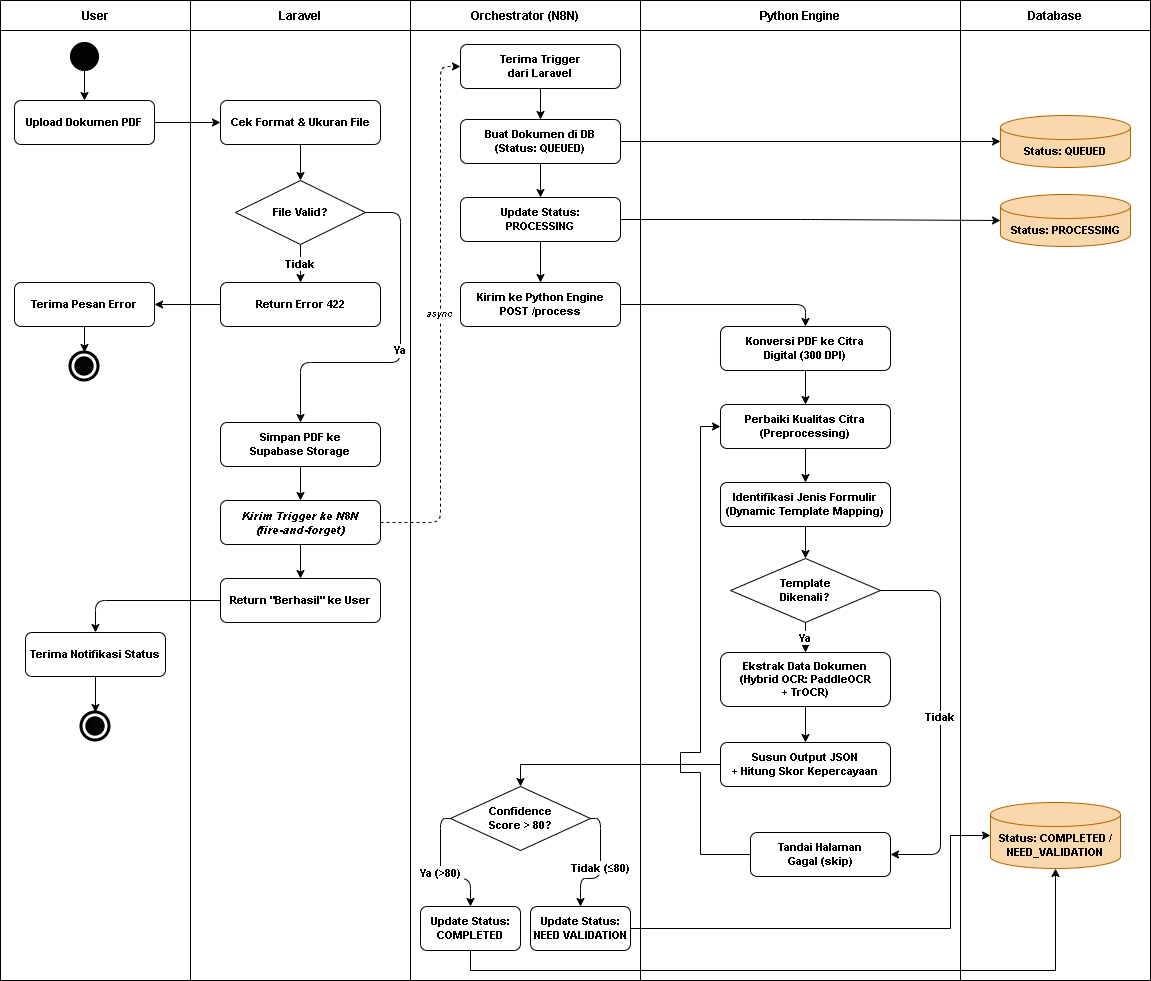 User
Laravel
Orchestrator (N8N)
Python Engine
Database
Upload Dokumen PDF
Terima Pesan Error
Terima Notifikasi Status
Cek Format & Ukuran File
File Valid?
Tidak
Return Error 422
Ya
Simpan PDF ke
Supabase Storage
Kirim Trigger ke N8N
(fire-and-forget)
Return "Berhasil" ke User
async
Terima Trigger
dari Laravel
Buat Dokumen di DB
(Status: QUEUED)
Update Status:
PROCESSING
Kirim ke Python Engine
POST /process
Konversi PDF ke Citra
Digital (300 DPI)
Perbaiki Kualitas Citra
(Preprocessing)
Identifikasi Jenis Formulir
(Dynamic Template Mapping)
Template
Dikenali?
Ya
Tidak
Ekstrak Data Dokumen
(Hybrid OCR: PaddleOCR
+ TrOCR)
Susun Output JSON
+ Hitung Skor Kepercayaan
Tandai Halaman
Gagal (skip)
Confidence
Score > 80?
Ya (>80)
Tidak (≤80)
Update Status:
COMPLETED
Update Status:
NEED VALIDATION
Status: QUEUED
Status: PROCESSING
Status: COMPLETED /
NEED_VALIDATION